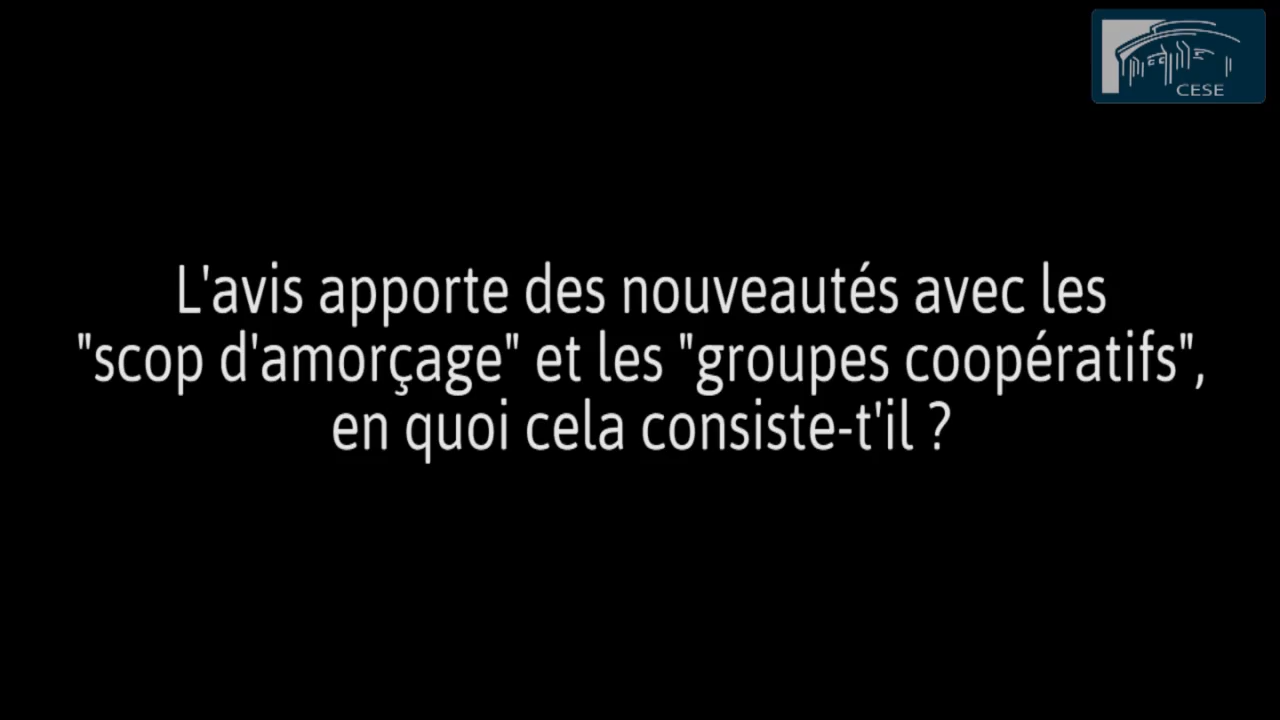 CESE
L'avis apporte des nouveautés avec les
"scop d'amorçage" et les "groupes coopératifs",
en quoi cela consiste-t'il ?